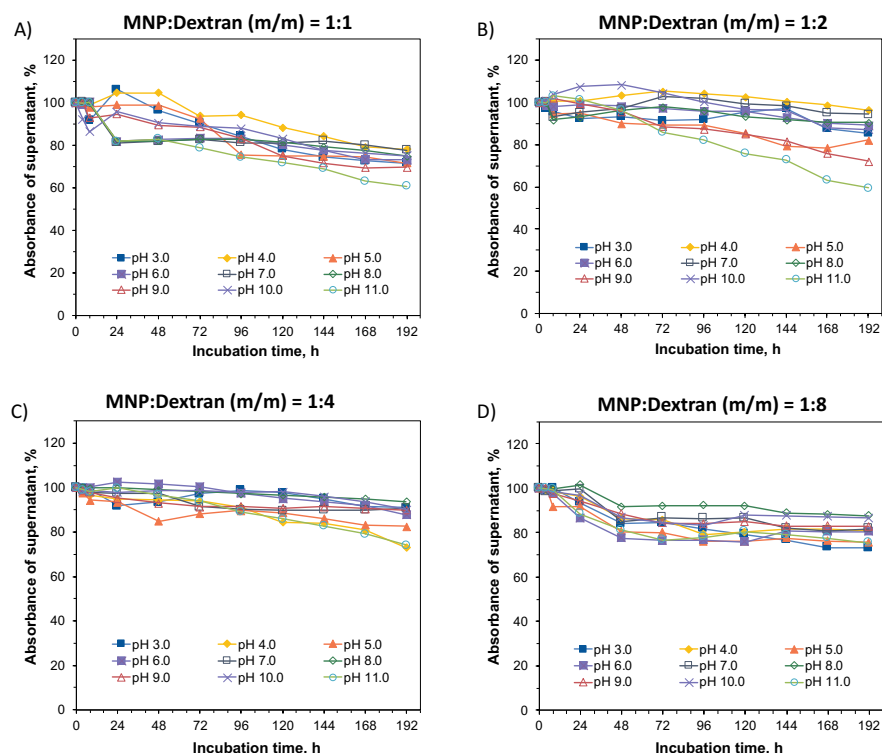 A)
MNP:Dextran (m/m) = 1:1
Absorbance of supernatant, %
120
100
80
60
40
20
0
pH 3.0 pH 4.0 pH 5.0
pH 6.0 pH 7.0 pH 8.0
pH 9.0 pH 10.0 pH 11.0
0 24 48 72 96 120 144 168 192
Incubation time, h
B)
MNP:Dextran (m/m) = 1:2
Absorbance of supernatant, %
120
100
80
60
40
20
0
pH 3.0 pH 4.0 pH 5.0
pH 6.0 pH 7.0 pH 8.0
pH 9.0 pH 10.0 pH 11.0
0 24 48 72 96 120 144 168 192
Incubation time, h
C)
MNP:Dextran (m/m) = 1:4
Absorbance of supernatant, %
120
100
80
60
40
20
0
pH 3.0 pH 4.0 pH 5.0
pH 6.0 pH 7.0 pH 8.0
pH 9.0 pH 10.0 pH 11.0
0 24 48 72 96 120 144 168 192
Incubation time, h
D)
MNP:Dextran (m/m) = 1:8
Absorbance of supernatant, %
120
100
80
60
40
20
0
pH 3.0 pH 4.0 pH 5.0
pH 6.0 pH 7.0 pH 8.0
pH 9.0 pH 10.0 pH 11.0
0 24 48 72 96 120 144 168 192
Incubation time, h